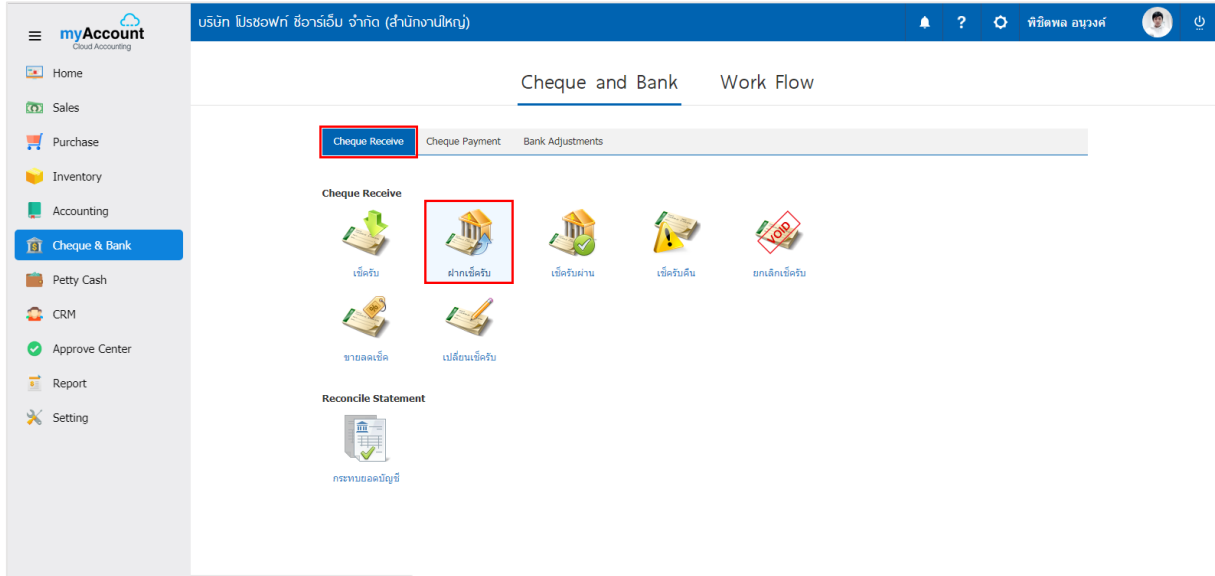 myAccount
Cloud Accounting
บริษัท โปรซอฟท์ ซีอาร์เอ็ม จำกัด (สำนักงานใหญ่)
?
พิชิตพล อนุวงค์
Home
Sales
Purchase
Inventory
Accounting
Cheque & Bank
Petty Cash
CRM
Approve Center
Report
Setting
Cheque and Bank Work Flow
Cheque Receive Cheque Payment Bank Adjustments
Cheque Receive
VOID
เช็ครับ ฝากเช็ครับ เช็ครับผ่าน เช็ครับคืน ยกเลิกเช็ครับ
ขายลดเช็ค เปลี่ยนเช็ครับ
Reconcile Statement
กระทบยอดบัญชี